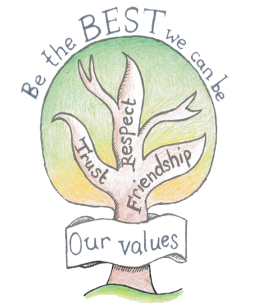 Be the BEST we can be
Trust
Respect
Friendship
Our values